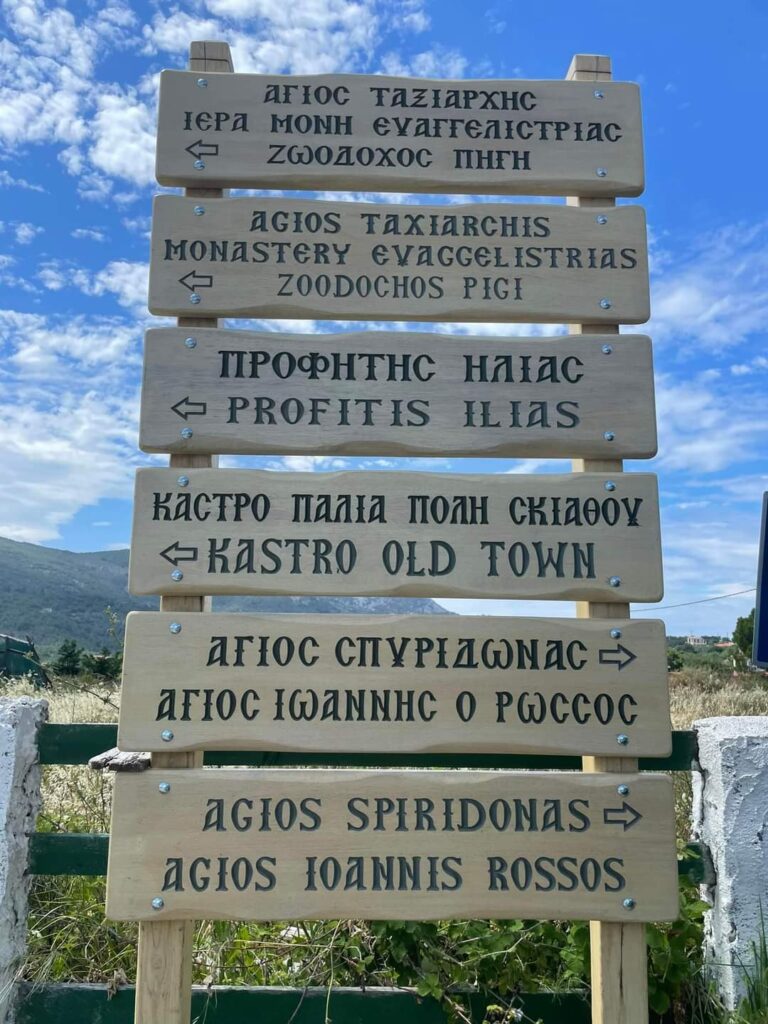 ΑΓΙΟΣ ΤΑΞΙΑΡΧΗΣ
ΙΕΡΑ ΜΟΝΗ ΕΥΑΓΓΕΛΙΣΤΡΙΑΣ
ΖΩΟΔΟΧΟΣ ΠΗΓΗ
AGIOS TAXIARCHIS
MONASTERY EVAGGELISTRIAS
ZOODOCHOS PIGI
ΠΡΟΦΗΤΗΣ ΗΛΙΑΣ
PROFITIS ILIAS
ΚΑΣΤΡΟ ΠΑΛΙΑ ΠΟΛΗ ΣΚΙΑΘΟΥ
KASTRO OLD TOWN
ΑΓΙΟΣ ΣΠΥΡΙΔΩΝΑΣ
ΑΓΙΟΣ ΙΩΑΝΝΗΣ Ο ΡΩΣΣΟΣ
AGIOS SPIRIDONAS
AGIOS IOANNIS ROSSOS